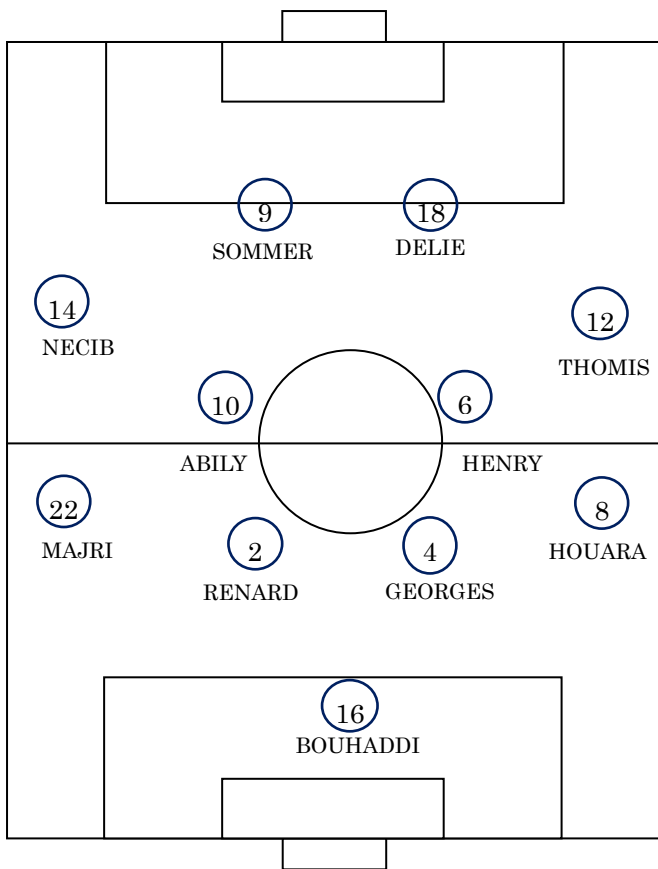 9
SOMMER
18
DELIE
14
NECIB
12
THOMIS
10
ABILY
6
HENRY
22
MAJRI
2
RENARD
4
GEORGES
8
HOUARA
16
BOUHADDI